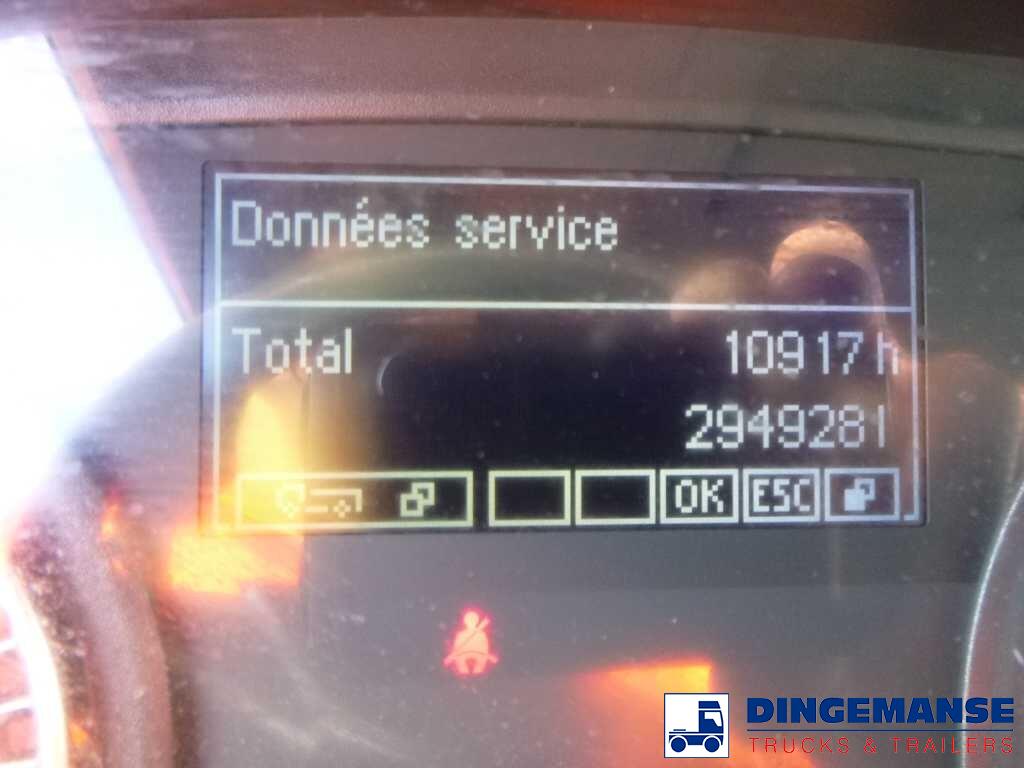 Données service
Total 10917 h
2949281
OK ESC
DINGEMANSE
TRUCKS & TRAILERS